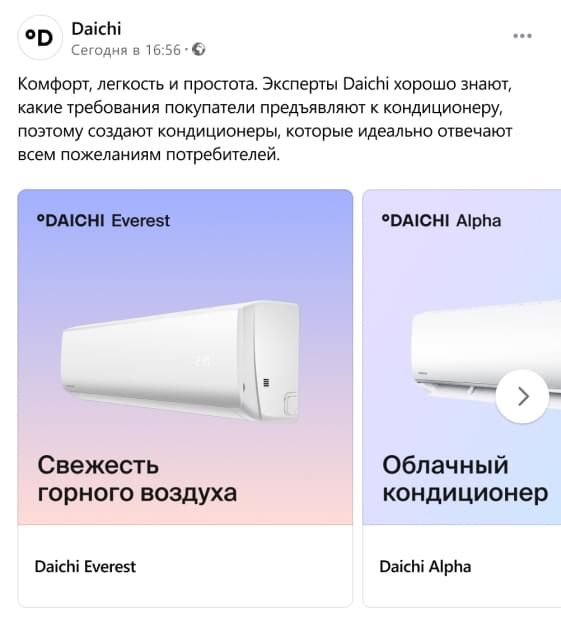 °D
Daichi
Сегодня в 16:56 ·
Комфорт, легкость и простота. Эксперты Daichi хорошо знают,
какие требования покупатели предъявляют к кондиционеру,
поэтому создают кондиционеры, которые идеально отвечают
всем пожеланиям потребителей.
°DAICHI Everest
Свежесть
горного воздуха
Daichi Everest
°DAICHI Alpha
Облачный
кондиционер
Daichi Alpha